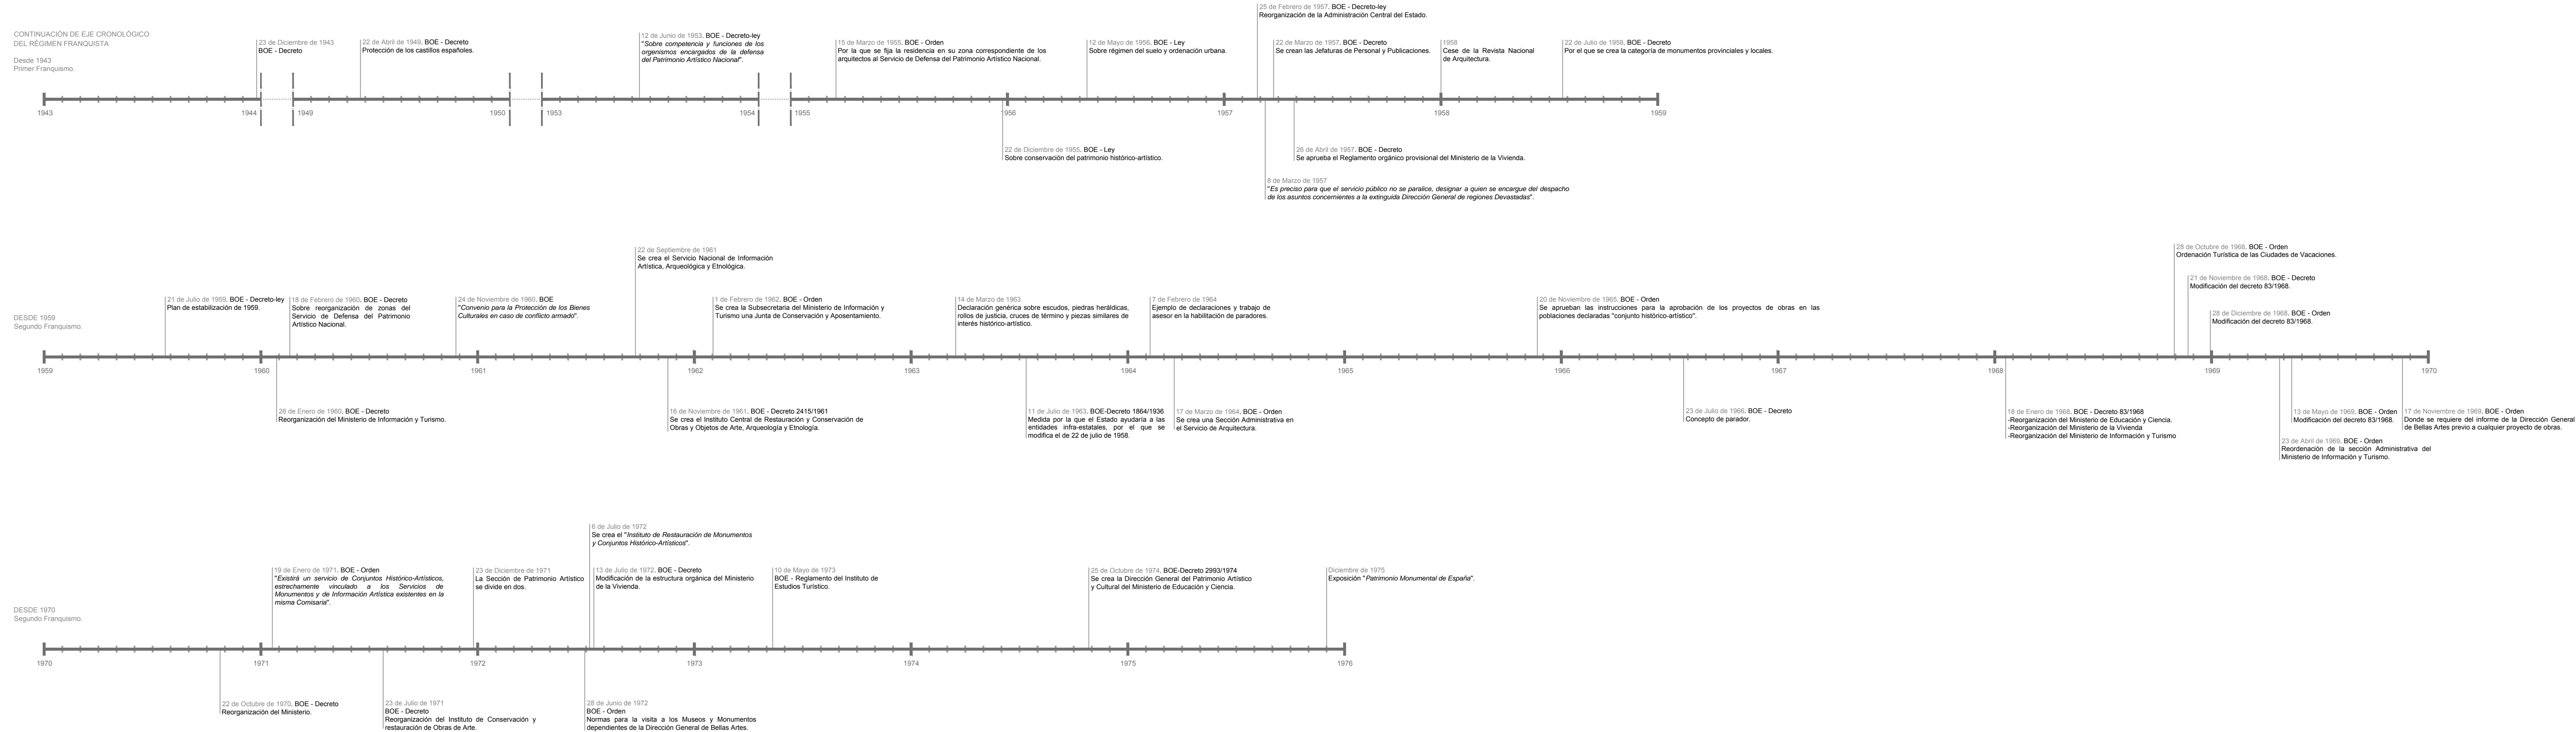 CONTINUACIÓN DE EJE CRONOLÓGICO
DEL RÉGIMEN FRANQUISTA
Desde 1943
Primer Franquismo.
23 de Diciembre de 1943
BOE - Decreto
22 de Abril de 1949. BOE - Decreto
Protección de los castillos españoles.
12 de Junio de 1953. BOE - Decreto-ley
"Sobre competencia y funciones de los
orgenismos encargados de la defensa
del Patrimonio Artístico Nacional".
15 de Marzo de 1955. BOE - Orden
Por la que se fija la residencia en su zona correspondiente de los
arquitectos al Servicio de Defensa del Patrimonio Artístico Nacional.
12 de Mayo de 1956. BOE - Ley
Sobre régimen del suelo y ordenación urbana.
25 de Febrero de 1957. BOE - Decreto-ley
Reorganización de la Administración Central del Estado.
22 de Marzo de 1957. BOE - Decreto
Se crean las Jefaturas de Personal y Publicaciones.
1958
Cese de la Revista Nacional
de Arquitectura.
22 de Julio de 1958. BOE - Decreto
Por el que se crea la categoría de monumentos provinciales y locales.
1943
1944
1949
1950
1953
1954
1955
1956
1957
1958
1959
22 de Diciembre de 1955. BOE - Ley
Sobre conservación del patrimonio histórico-artístico.
26 de Abril de 1957. BOE - Decreto
Se aprueba el Reglamento orgánico provisional del Ministerio de la Vivienda.
8 de Marzo de 1957
"Es preciso para que el servicio público no se paralice, designar a quien se encargue del despacho
de los asuntos concernientes a la extinguida Dirección General de regiones Devastadas".
DESDE 1959
Segundo Franquismo.
21 de Julio de 1959. BOE - Decreto-ley
Plan de estabilización de 1959.
18 de Febrero de 1960. BOE - Decreto
Sobre reorganización de zonas del
Servicio de Defensa del Patrimonio
Artístico Nacional.
24 de Noviembre de 1960. BOE
"Convenio para la Protección de los Bienes
Culturales en caso de conflicto armado".
22 de Septiembre de 1961
Se crea el Servicio Nacional de Información
Artística, Arqueológica y Etnológica.
1 de Febrero de 1962. BOE - Orden
Se crea la Subsecretaria del Ministerio de Información y
Turismo una Junta de Conservación y Aposentamiento.
14 de Marzo de 1963
Declaración genérica sobre escudos, piedras heráldicas,
rollos de justicia, cruces de término y piezas similares de
interés histórico-artístico.
7 de Febrero de 1964
Ejemplo de declaraciones y trabajo de
asesor en la habilitación de paradores.
20 de Noviembre de 1965. BOE - Orden
Se aprueban las instrucciones para la aprobación de los proyectos de obras en las
poblaciones declaradas "conjunto histórico-artístico".
28 de Octubre de 1968. BOE - Orden
Ordenación Turística de las Ciudades de Vacaciones.
21 de Noviembre de 1968. BOE - Decreto
Modificación del decreto 83/1968.
28 de Diciembre de 1968. BOE - Orden
Modificación del decreto 83/1968.
1959
1960
1961
1962
1963
1964
1965
1966
1967
1968
1969
1970
26 de Enero de 1960. BOE - Decreto
Reorganización del Ministerio de Información y Turismo.
16 de Noviembre de 1961. BOE - Decreto 2415/1961
Se crea el Instituto Central de Restauración y Conservación de
Obras y Objetos de Arte, Arqueología y Etnología.
11 de Julio de 1963. BOE-Decreto 1864/1936
Medida por la que el Estado ayudaría a las
entidades infra-estatales, por el que se
modifica el de 22 de julio de 1958.
17 de Marzo de 1964. BOE - Orden
Se crea una Sección Administrativa en
el Servicio de Arquitectura.
23 de Julio de 1966. BOE - Decreto
Concepto de parador.
18 de Enero de 1968. BOE - Decreto 83/1968
-Reorganización del Ministerio de Educación y Ciencia.
-Reorganización del Ministerio de la Vivienda
-Reorganización del Ministerio de Información y Turismo
13 de Mayo de 1969. BOE - Orden
Modificación del decreto 83/1968.
17 de Noviembre de 1969. BOE - Orden
Donde se requiere del informe de la Dirección General
de Bellas Artes previo a cualquier proyecto de obras.
23 de Abril de 1969. BOE - Orden
Reordenación de la sección Administrativa del
Ministerio de Información y Turismo.
DESDE 1970
Segundo Franquismo.
19 de Enero de 1971. BOE - Orden
"Existirá un servicio de Conjuntos Histórico-Artísticos,
estrechamente vinculado a los Servicios de
Monumentos y de Información Artística existentes en la
misma Comisaria".
23 de Diciembre de 1971
La Sección de Patrimonio Artístico
se divide en dos.
6 de Julio de 1972
Se crea el "Instituto de Restauración de Monumentos
y Conjuntos Histórico-Artísticos".
13 de Julio de 1972. BOE - Decreto
Modificación de la estructura orgánica del Ministerio
de la Vivienda.
10 de Mayo de 1973
BOE - Reglamento del Instituto de
Estudios Turístico.
25 de Octubre de 1974. BOE-Decreto 2993/1974
Se crea la Dirección General del Patrimonio Artístico
y Cultural del Ministerio de Educación y Ciencia.
Diciembre de 1975
Exposición "Patrimonio Monumental de España".
1970
1971
1972
1973
1974
1975
1976
22 de Octubre de 1970. BOE - Decreto
Reorganización del Ministerio.
23 de Julio de 1971
BOE - Decreto
Reorganización del Instituto de Conservación y
restauración de Obras de Arte.
28 de Junio de 1972
BOE - Orden
Normas para la visita a los Museos y Monumentos
dependientes de la Dirección General de Bellas Artes.